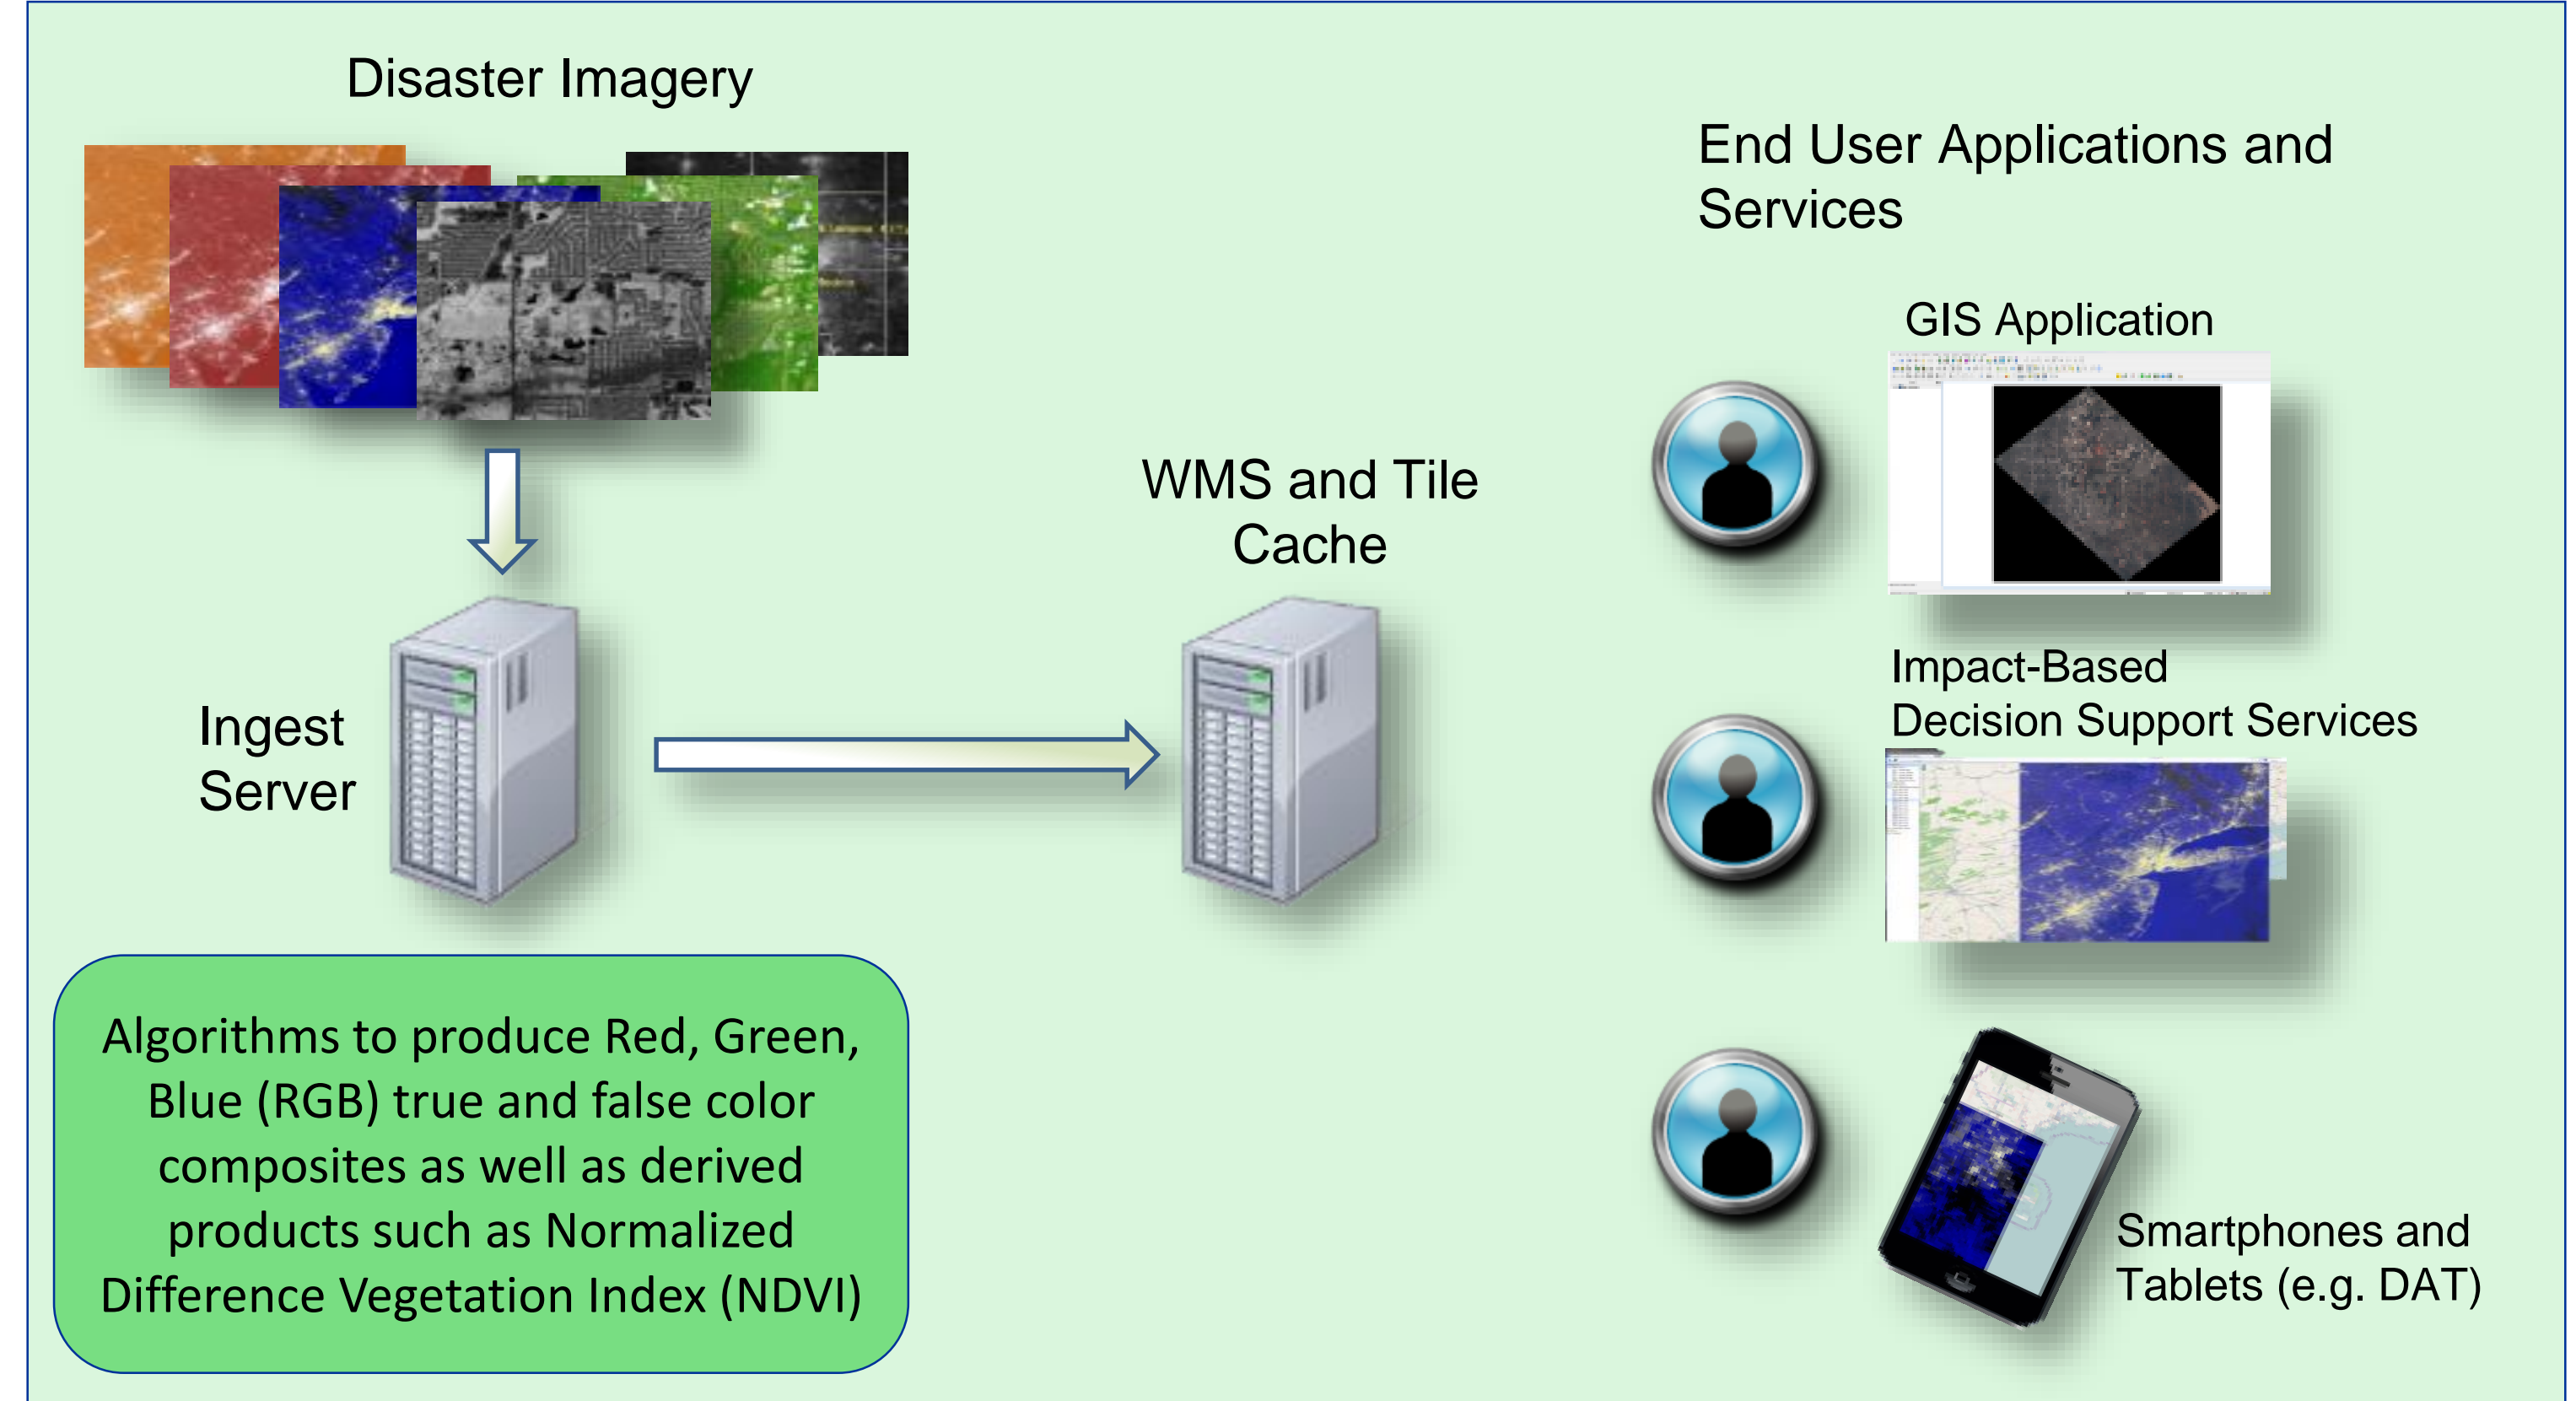 Disaster Imagery
End User Applications and
Services
GIS Application
WMS and Tile
Cache
Impact-Based
Decision Support Services
Ingest
Server
Algorithms to produce Red, Green,
Blue (RGB) true and false color
composites as well as derived
products such as Normalized
Difference Vegetation Index (NDVI)
Smartphones and
Tablets (e.g. DAT)